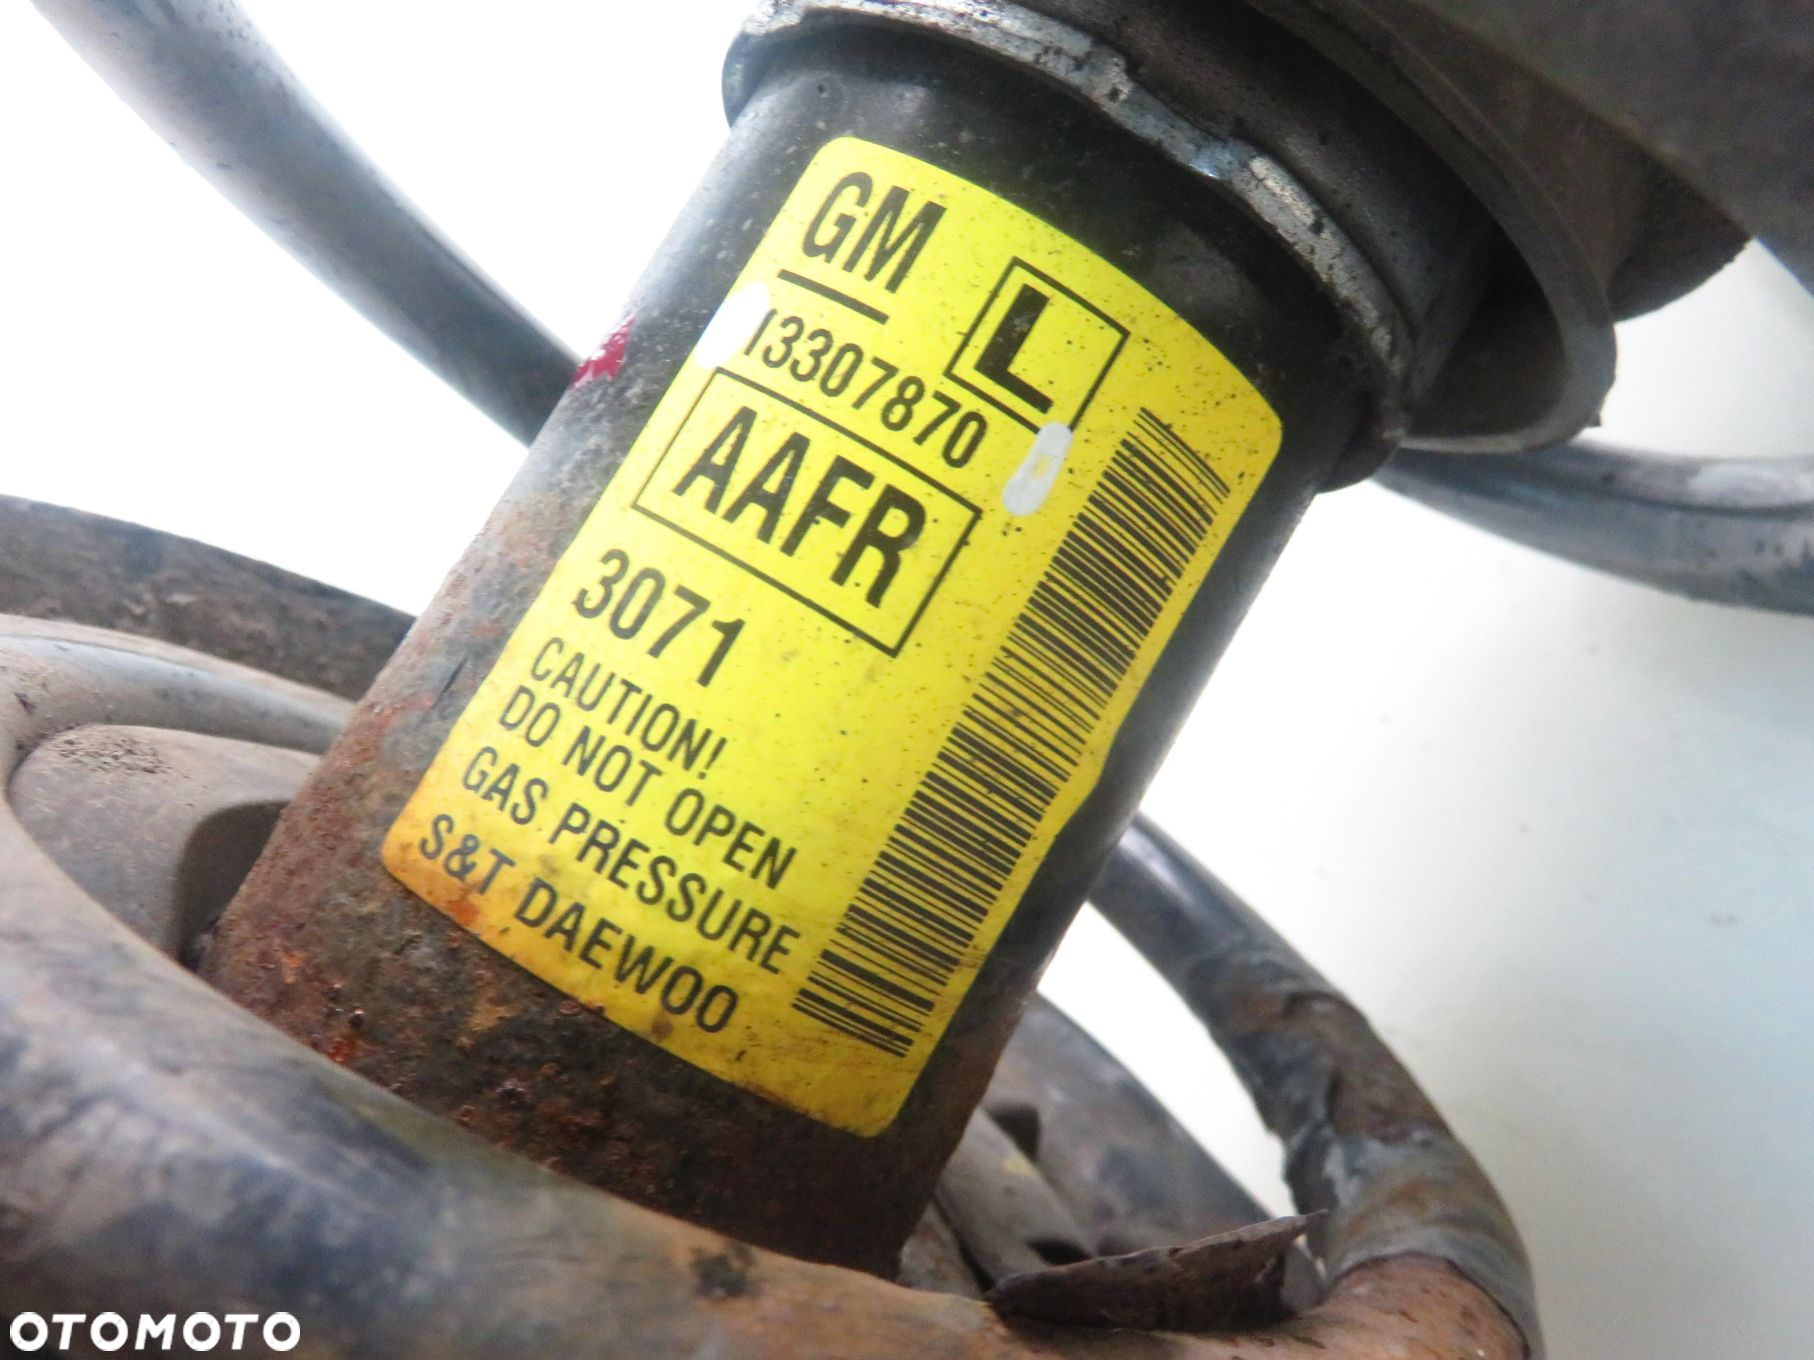 GM
L
13307870
AAFR
3071
CAUTION!
DO NOT OPEN
GAS PRESSURE
S&T DAEWOO
OTOMOTO